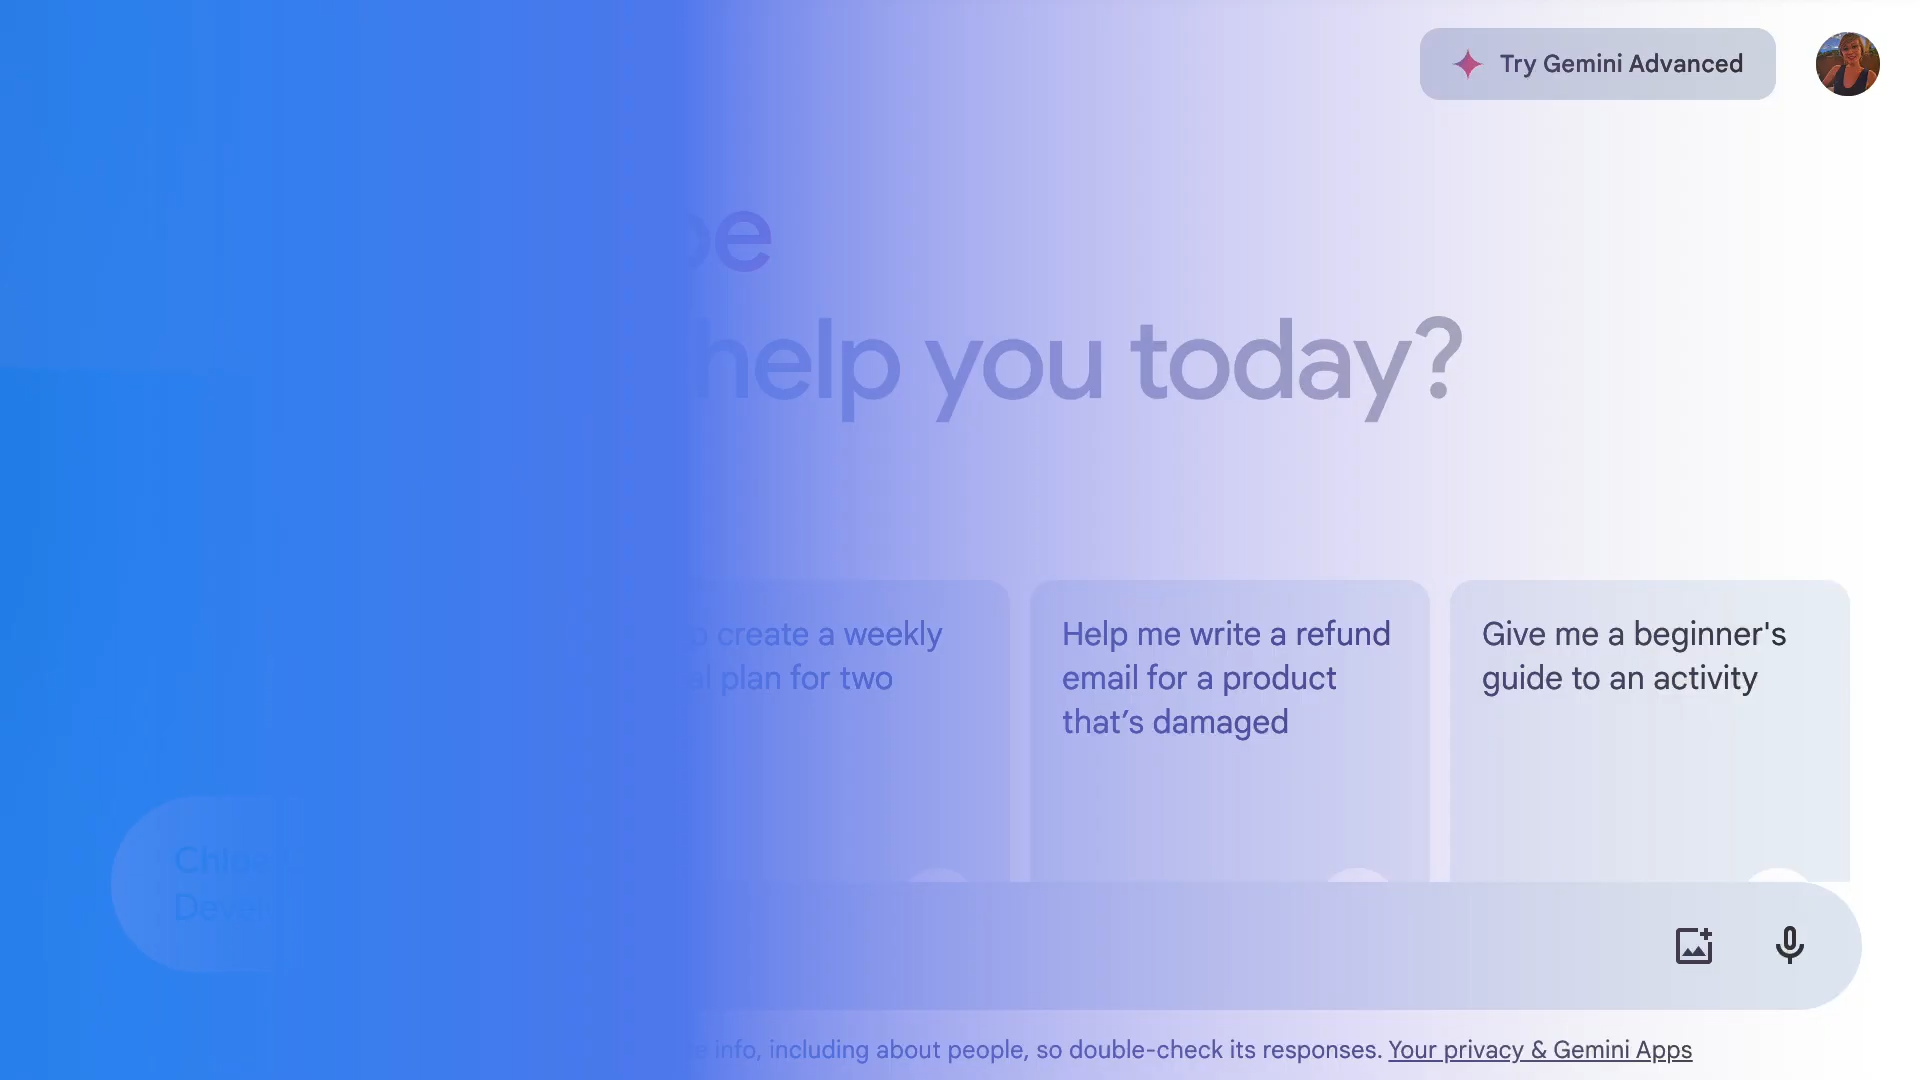 Try Gemini Advanced
help you today?
create a weekly
plan for two
Help me write a refund
email for a product
that’s damaged
Give me a beginner's
guide to an activity
Chloe
info, including about people, so double-check its responses. Your privacy & Gemini Apps